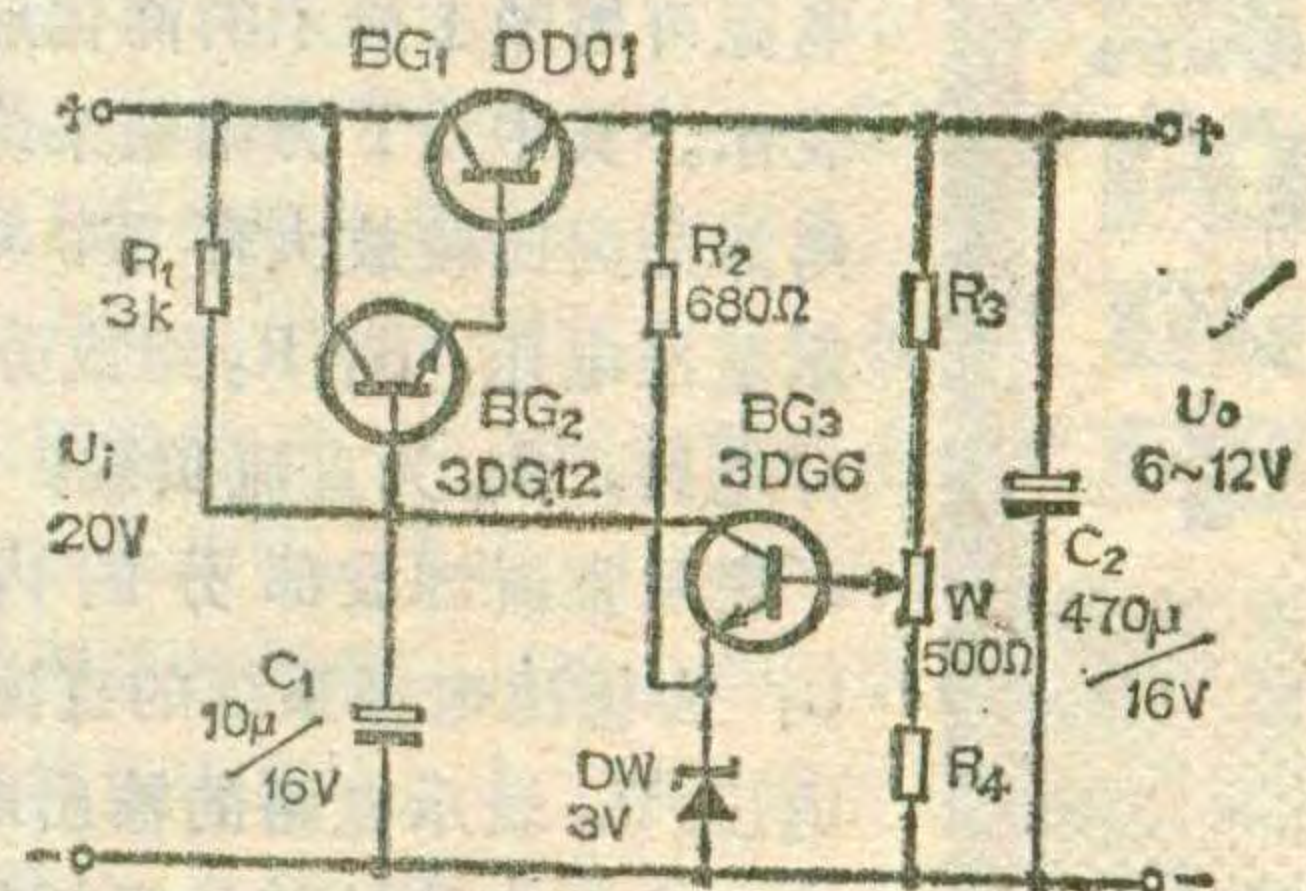 BG₁ DD01
+
+
R₁
3k
R₂
680Ω
R₃
BG₂
3DG12
BG₃
3DG6
Uᵢ
20V
U₀
6~12V
W
500Ω
C₂
470μ/16V
C₁
10μ/16V
DW
3V
R₄
−
−